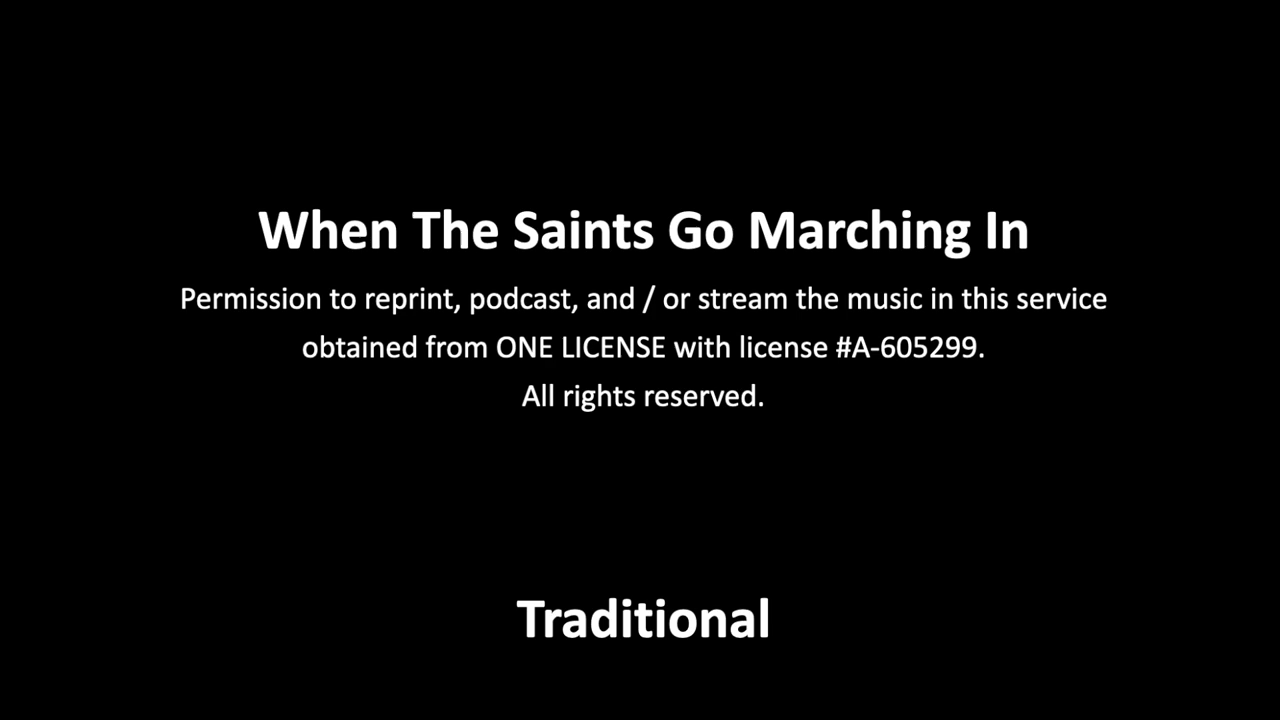 When The Saints Go Marching In
Permission to reprint, podcast, and / or stream the music in this service
obtained from ONE LICENSE with license #A-605299.
All rights reserved.
Traditional